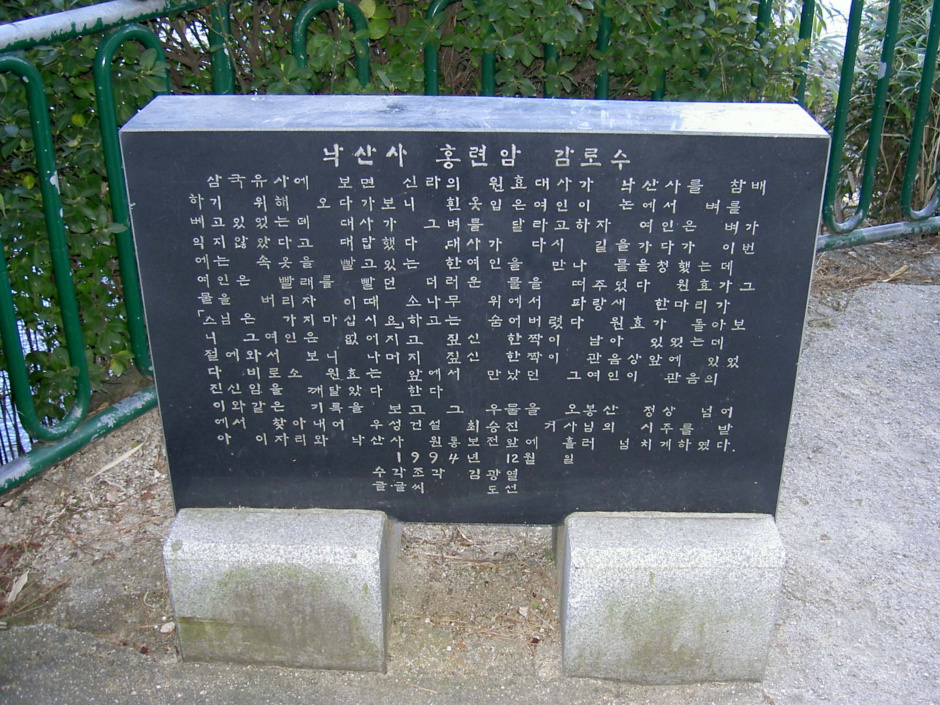 낙산사 홍련암 감로수
삼국유사에 보면 신라의 원효대사가 낙산사를 참배
하기 위해 오다가보니 흰옷입은여인이 논에서 벼를
베고있었는데 대사가 그벼를 달라고하자 여인은 벼가
익지않았다고 대답했다 대사가 다시 길을가다가 이번
에는 속옷을 빨고있는 한여인을 만나 물을청했는데
여인은 빨래를 빨던 더러운 물을 떠주었다 원효가그
물을 버리자 이때 소나무 위에서 파랑새 한마리가
「스님은 가지마십시요」하고는 숨어버렸다 원효가 돌아보
니 그여인은 없어지고 짚신 한짝이 남아 있었는데
절에와서 보니 나머지 짚신 한짝이 관음상앞에 있었
다 비로소 원효는 앞에서 만났던 그여인이 관음의
진신임을 깨달았다 한다
이와같은 기록을 보고 그 우물을 오봉산 정상 넘어
에서 찾아내어 우성건설 최승진 거사님의 시주를 받
아 이자리와 낙산사 원통보전앞에 흘러 넘치게하였다.
1994년 12월 일
수각조각 김광열
글·글씨 도선